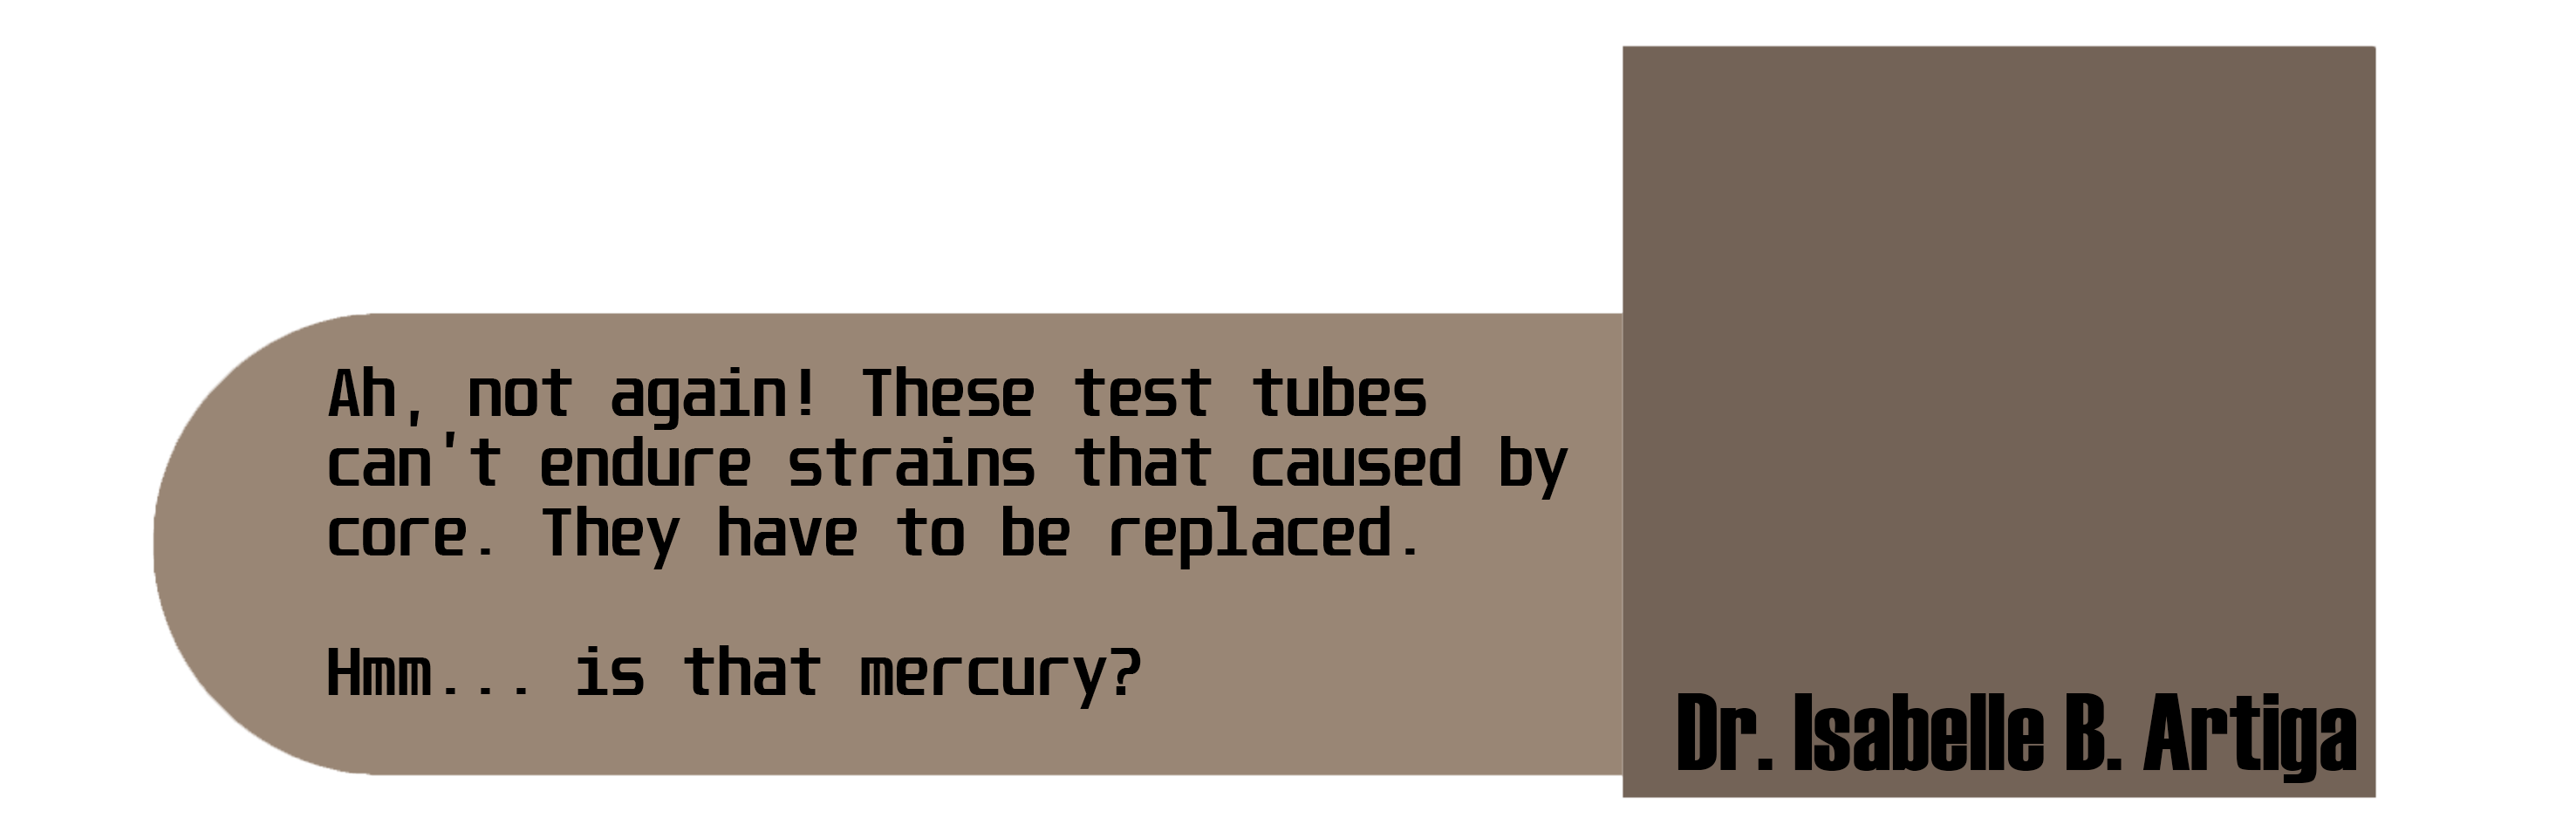 Ah, not again! These test tubes
can't endure strains that caused by
core. They have to be replaced.
Hmm... is that mercury?
Dr. Isabelle B. Artiga